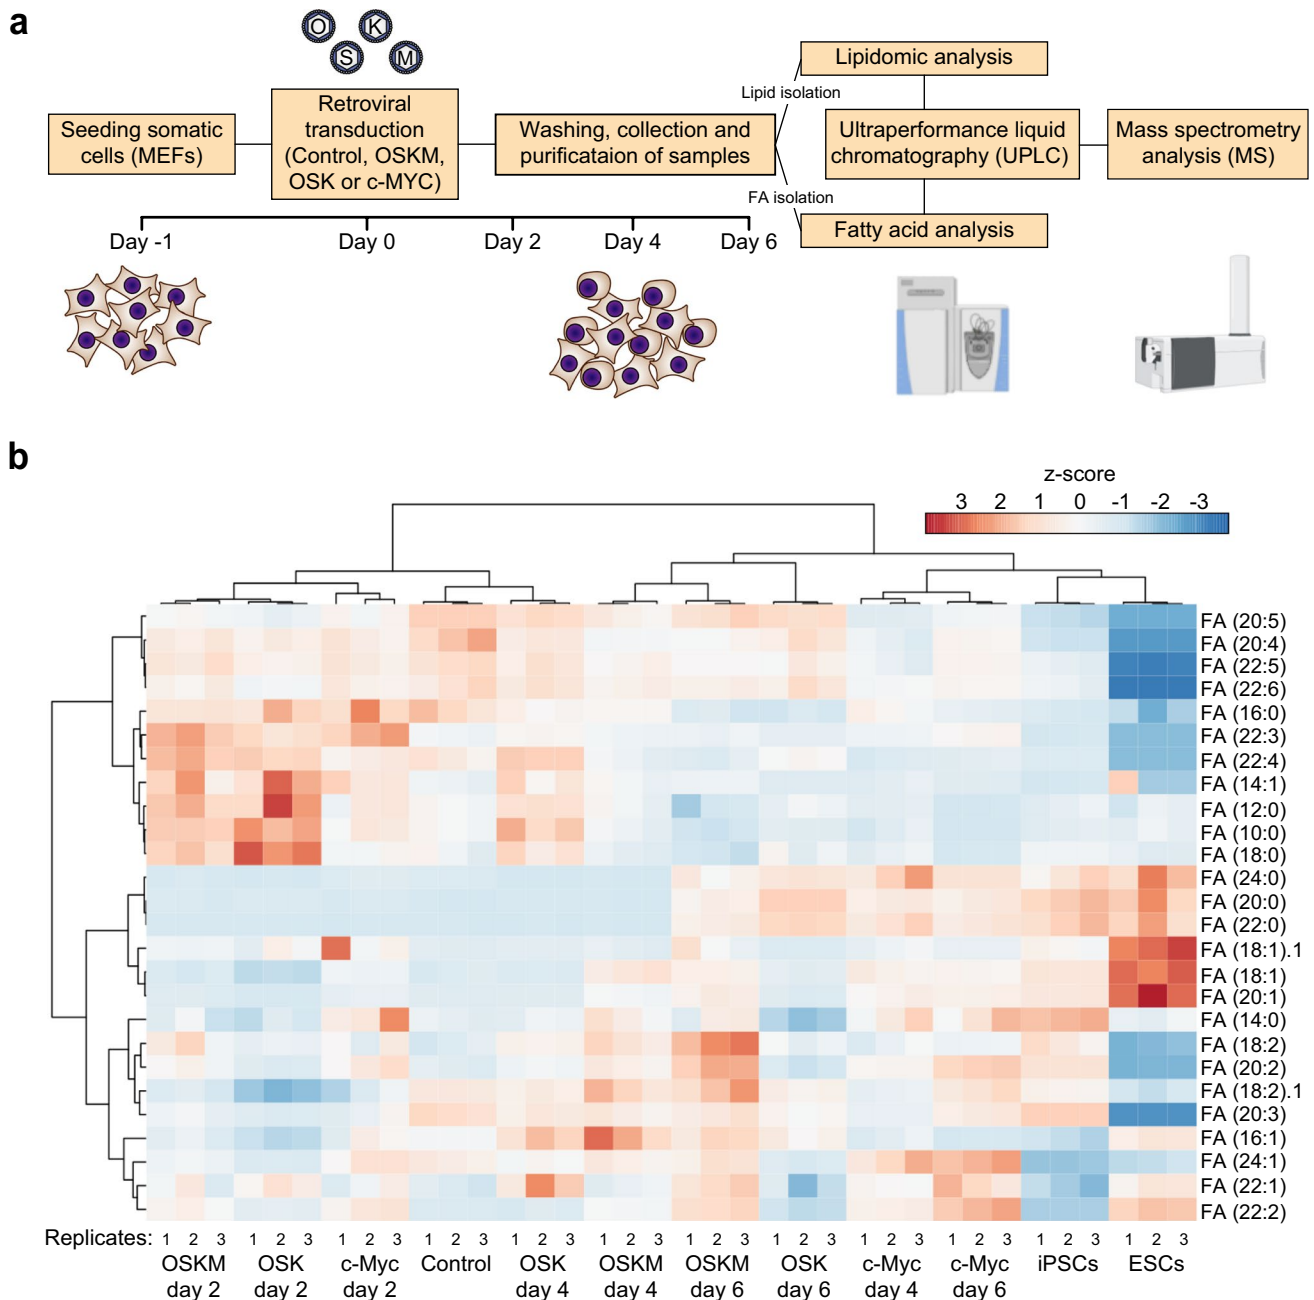 a
O
K
S
M
Seeding somatic
cells (MEFs)
Retroviral
transduction
(Control, OSKM,
OSK or c-MYC)
Washing, collection and
purificataion of samples
Lipid isolation
FA isolation
Lipidomic analysis
Ultraperformance liquid
chromatography (UPLC)
Fatty acid analysis
Mass spectrometry
analysis (MS)
Day -1
Day 0
Day 2
Day 4
Day 6
b
z-score
3 2 1 0 -1 -2 -3
FA (20:5)
FA (20:4)
FA (22:5)
FA (22:6)
FA (16:0)
FA (22:3)
FA (22:4)
FA (14:1)
FA (12:0)
FA (10:0)
FA (18:0)
FA (24:0)
FA (20:0)
FA (22:0)
FA (18:1).1
FA (18:1)
FA (20:1)
FA (14:0)
FA (18:2)
FA (20:2)
FA (18:2).1
FA (20:3)
FA (16:1)
FA (24:1)
FA (22:1)
FA (22:2)
Replicates: 1 2 3 1 2 3 1 2 3 1 2 3 1 2 3 1 2 3 1 2 3 1 2 3 1 2 3 1 2 3 1 2 3 1 2 3
OSKM
day 2
OSK
day 2
c-Myc
day 2
Control
OSK
day 4
OSKM
day 4
OSKM
day 6
OSK
day 6
c-Myc
day 4
c-Myc
day 6
iPSCs
ESCs